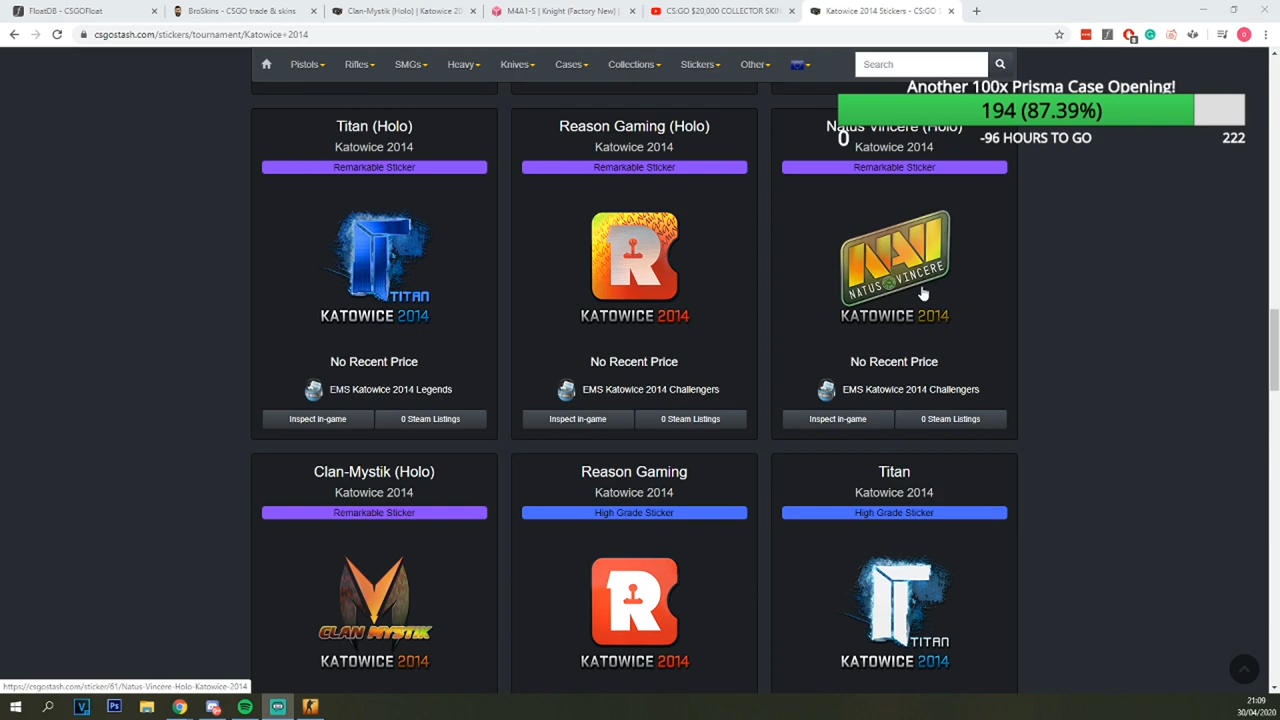 FloatDB - CSGOFloat
BroSkins - CSGO trade & skins
Clan-Mystik (Holo) | Katowice 20
M4A1-S | Knight (Factory New) |
CS:GO $20,000 COLLECTOR SKIN
Katowice 2014 Stickers - CS:GO
csgostash.com/stickers/tournament/Katowice+2014
Pistols
Rifles
SMGs
Heavy
Knives
Cases
Collections
Stickers
Other
Search
Another 100x Prisma Case Opening!
194 (87.39%)
0
-96 HOURS TO GO
222
Titan (Holo)
Katowice 2014
Remarkable Sticker
TITAN
KATOWICE 2014
No Recent Price
EMS Katowice 2014 Legends
Inspect in-game
0 Steam Listings
Reason Gaming (Holo)
Katowice 2014
Remarkable Sticker
R
KATOWICE 2014
No Recent Price
EMS Katowice 2014 Challengers
Inspect in-game
0 Steam Listings
Natus Vincere (Holo)
Katowice 2014
Remarkable Sticker
NAVI
NATUS VINCERE
KATOWICE 2014
No Recent Price
EMS Katowice 2014 Challengers
Inspect in-game
0 Steam Listings
Clan-Mystik (Holo)
Katowice 2014
Remarkable Sticker
CLAN MYSTIK
KATOWICE 2014
Reason Gaming
Katowice 2014
High Grade Sticker
R
KATOWICE 2014
Titan
Katowice 2014
High Grade Sticker
TITAN
KATOWICE 2014
https://csgostash.com/sticker/61/Natus-Vincere-Holo-Katowice-2014
21:09
30/04/2020